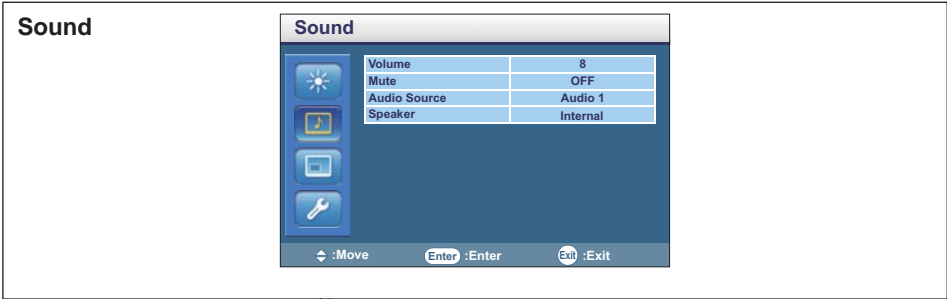 Sound
Sound
Volume 8
Mute OFF
Audio Source Audio 1
Speaker Internal
:Move Enter :Enter Exit :Exit